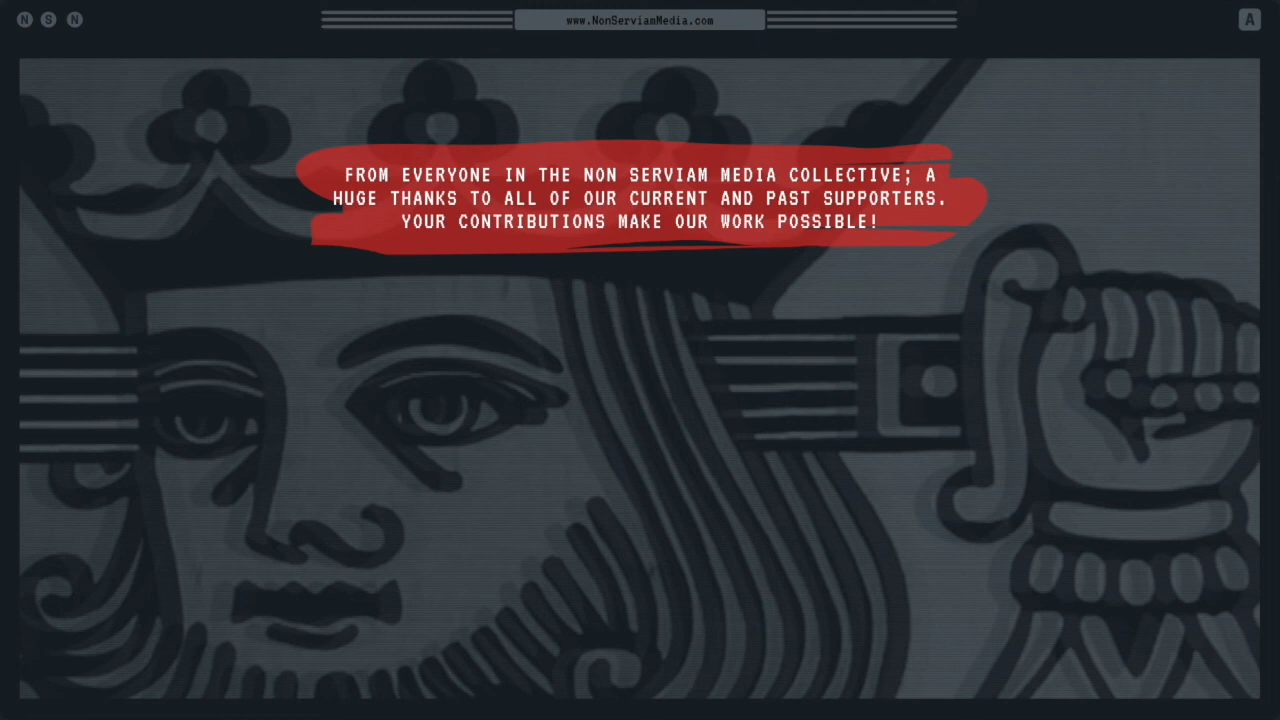 N S N
www.NonServiamMedia.com
A
FROM EVERYONE IN THE NON SERVIAM MEDIA COLLECTIVE; A
HUGE THANKS TO ALL OF OUR CURRENT AND PAST SUPPORTERS.
YOUR CONTRIBUTIONS MAKE OUR WORK POSSIBLE!